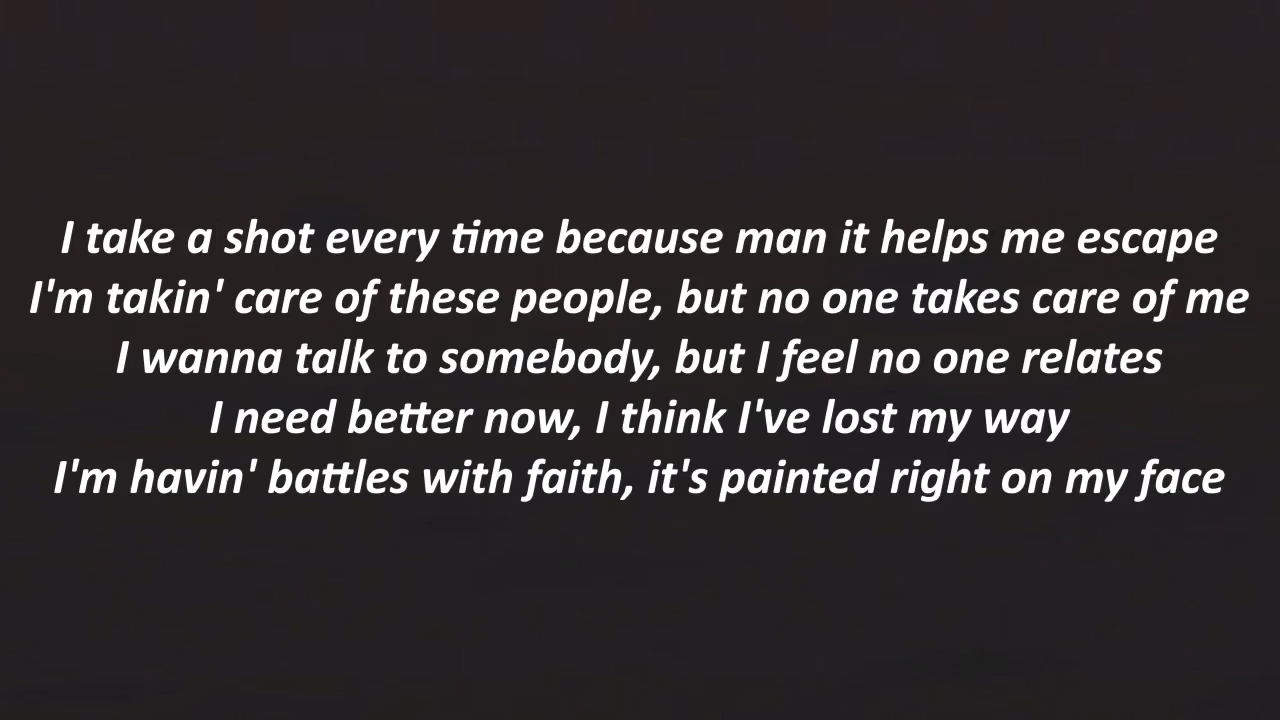 I take a shot every time because man it helps me escape
I'm takin' care of these people, but no one takes care of me
I wanna talk to somebody, but I feel no one relates
I need better now, I think I've lost my way
I'm havin' battles with faith, it's painted right on my face